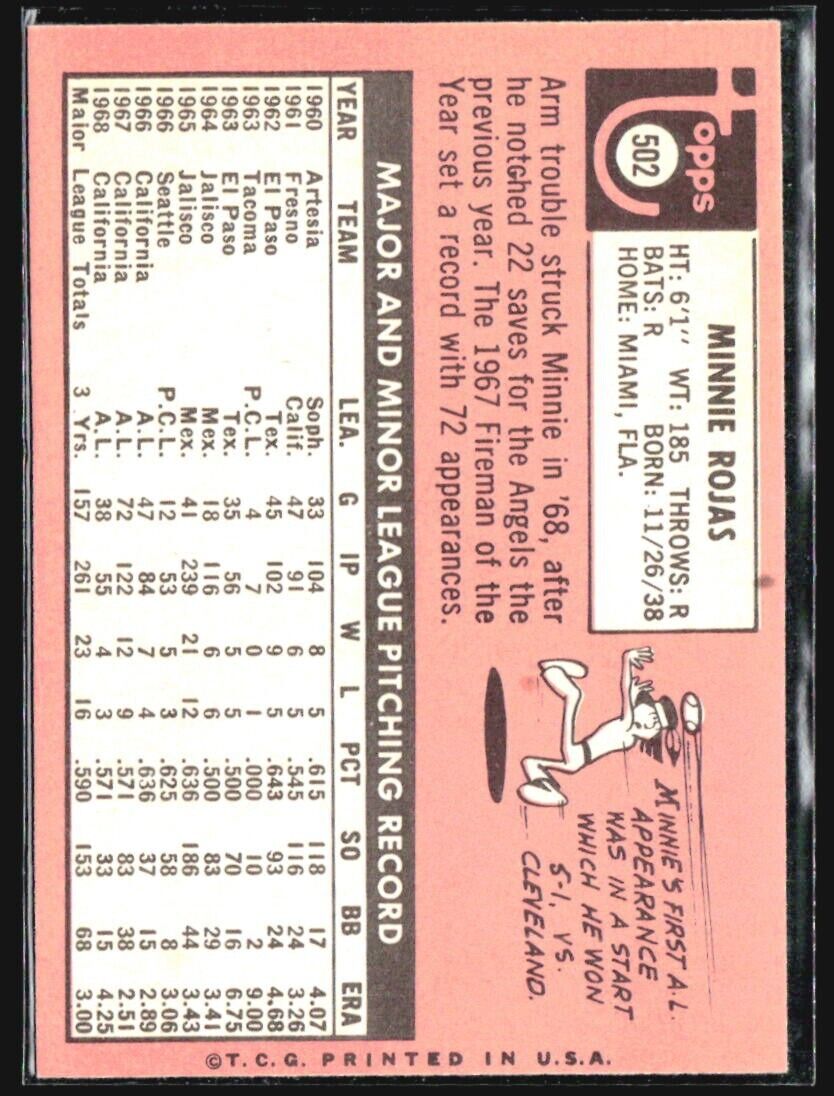 Topps
502
MINNIE ROJAS
HT: 6'1" WT: 185 THROWS: R
BATS: R BORN: 11/26/38
HOME: MIAMI, FLA.
MINNIE'S FIRST A.L.
APPEARANCE
WAS IN A START
WHICH HE WON
5-1, VS.
CLEVELAND.
Arm trouble struck Minnie in '68, after
he notched 22 saves for the Angels the
previous year. The 1967 Fireman of the
Year set a record with 72 appearances.
MAJOR AND MINOR LEAGUE PITCHING RECORD
YEAR TEAM LEA. G IP W L PCT SO BB ERA
1960 Artesia Soph. 33 104 8 5 .615 118 17 4.07
1961 Fresno Calif. 47 91 6 5 .545 116 24 3.26
1962 El Paso Tex. 45 102 9 5 .643 93 24 4.68
1963 Tacoma P.C.L. 4 7 0 1 .000 10 2 9.00
1963 El Paso Tex. 35 56 5 5 .500 70 16 6.75
1964 Jalisco Mex. 18 116 6 6 .500 83 29 3.41
1965 Jalisco Mex. 41 239 21 12 .636 186 44 3.43
1966 Seattle P.C.L. 12 53 5 3 .625 58 8 3.06
1966 California A.L. 47 84 7 4 .636 37 15 2.89
1967 California A.L. 72 122 12 9 .571 83 38 2.51
1968 California A.L. 38 55 4 3 .571 33 15 4.25
Major League Totals 3 Yrs. 157 261 23 16 .590 153 68 3.00
©T.C.G. PRINTED IN U.S.A.